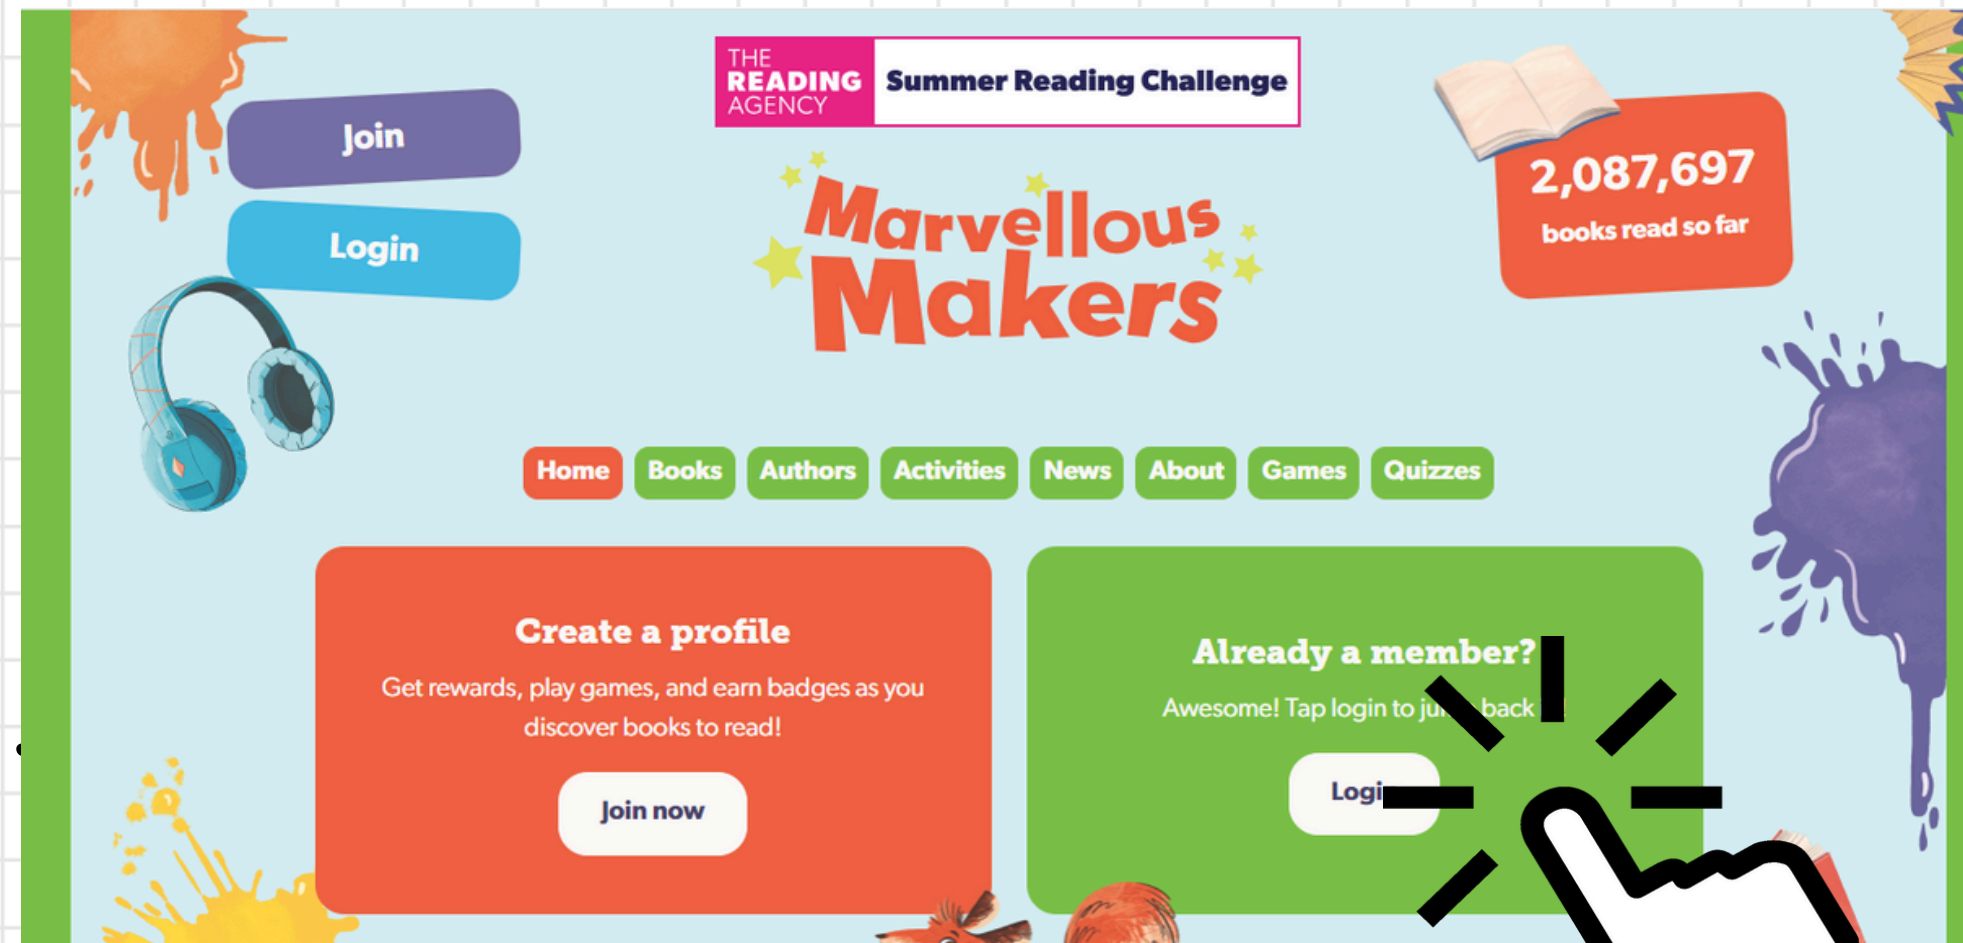 THE
READING
AGENCY
Summer Reading Challenge
Join
Login
Marvellous
Makers
2,087,697
books read so far
Home Books Authors Activities News About Games Quizzes
Create a profile
Get rewards, play games, and earn badges as you
discover books to read!
Join now
Already a member?
Awesome! Tap login to back